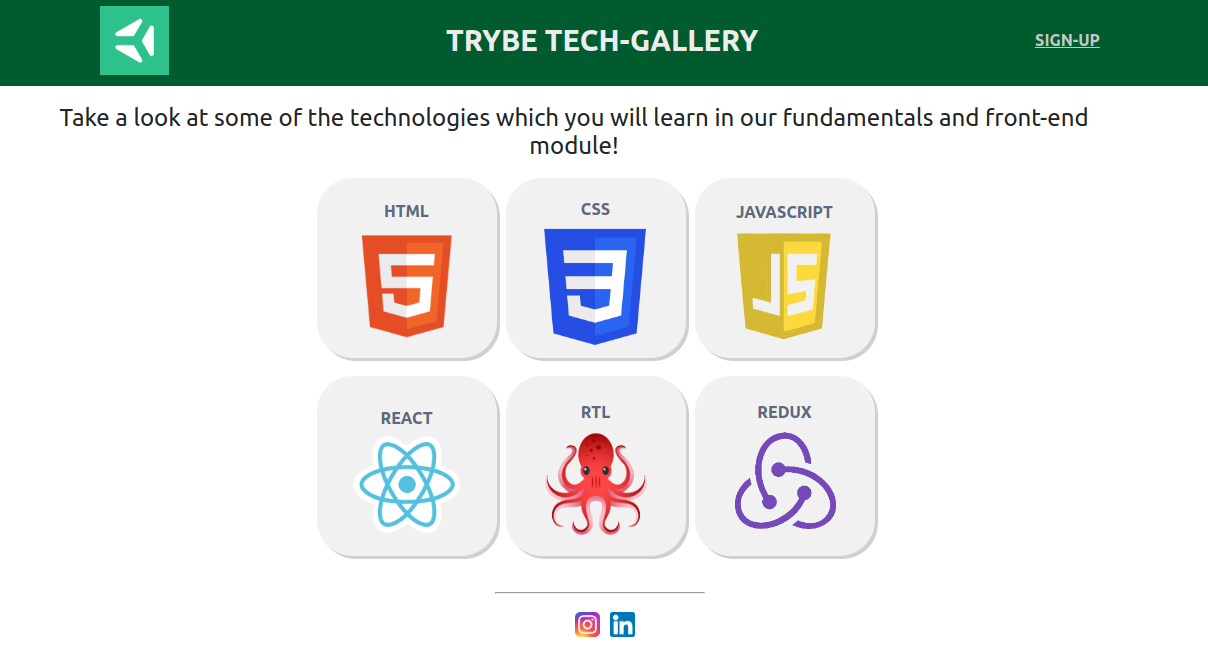 TRYBE TECH-GALLERY
SIGN-UP
Take a look at some of the technologies which you will learn in our fundamentals and front-end
module!
HTML
CSS
JAVASCRIPT
5
3
JS
REACT
RTL
REDUX
in